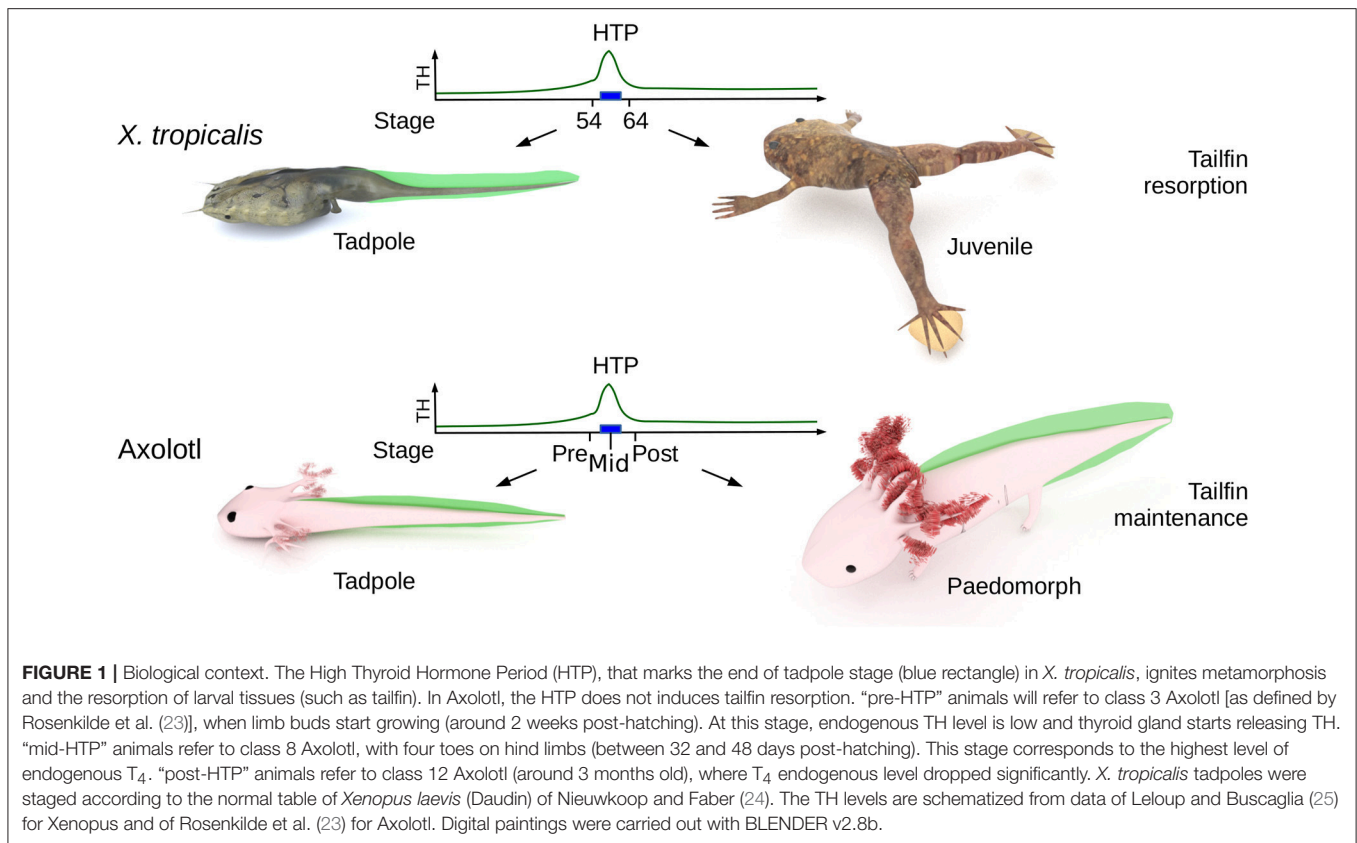 HTP
TH
Stage
54
64
X. tropicalis
Tadpole
Juvenile
Tailfin
resorption
HTP
TH
Stage
Pre
Mid
Post
Axolotl
Tadpole
Paedomorph
Tailfin
maintenance
FIGURE 1 | Biological context. The High Thyroid Hormone Period (HTP), that marks the end of tadpole stage (blue rectangle) in X. tropicalis, ignites metamorphosis
and the resorption of larval tissues (such as tailfin). In Axolotl, the HTP does not induces tailfin resorption. “pre-HTP” animals will refer to class 3 Axolotl [as defined by
Rosenkilde et al. (23)], when limb buds start growing (around 2 weeks post-hatching). At this stage, endogenous TH level is low and thyroid gland starts releasing TH.
“mid-HTP” animals refer to class 8 Axolotl, with four toes on hind limbs (between 32 and 48 days post-hatching). This stage corresponds to the highest level of
endogenous T₄. “post-HTP” animals refer to class 12 Axolotl (around 3 months old), where T₄ endogenous level dropped significantly. X. tropicalis tadpoles were
staged according to the normal table of Xenopus laevis (Daudin) of Nieuwkoop and Faber (24). The TH levels are schematized from data of Leloup and Buscaglia (25)
for Xenopus and of Rosenkilde et al. (23) for Axolotl. Digital paintings were carried out with BLENDER v2.8b.